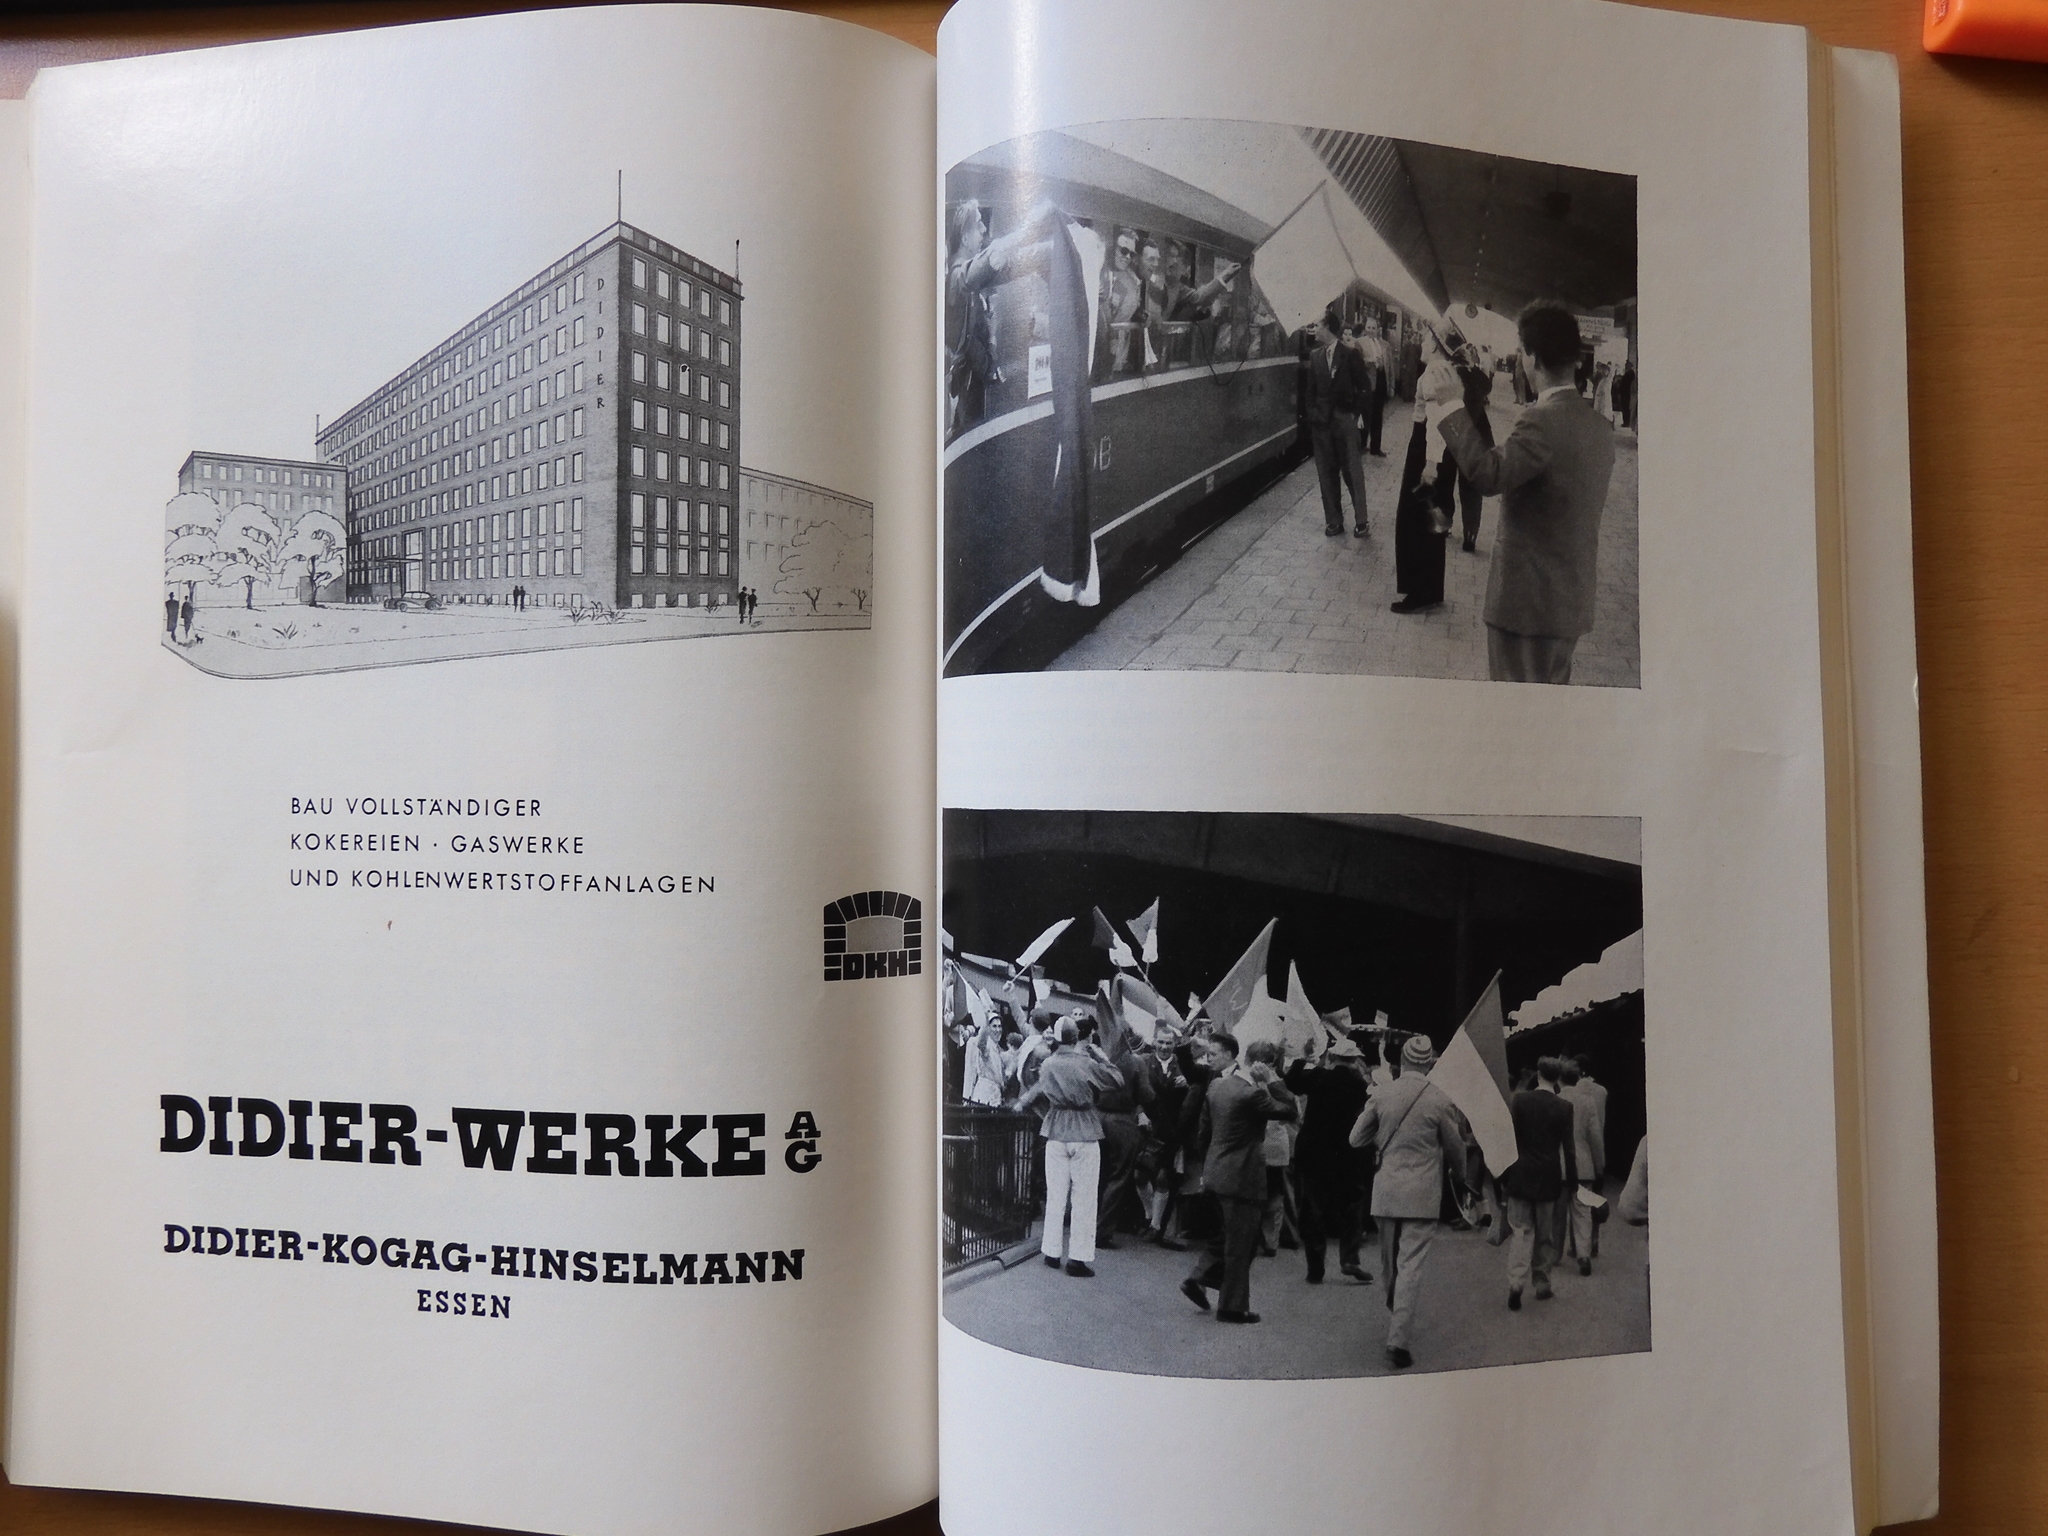 DIDIER
BAU VOLLSTÄNDIGER
KOKEREIEN · GASWERKE
UND KOHLENWERTSTOFFANLAGEN
DKH
DIDIER-WERKE AG
DIDIER-KOGAG-HINSELMANN
ESSEN